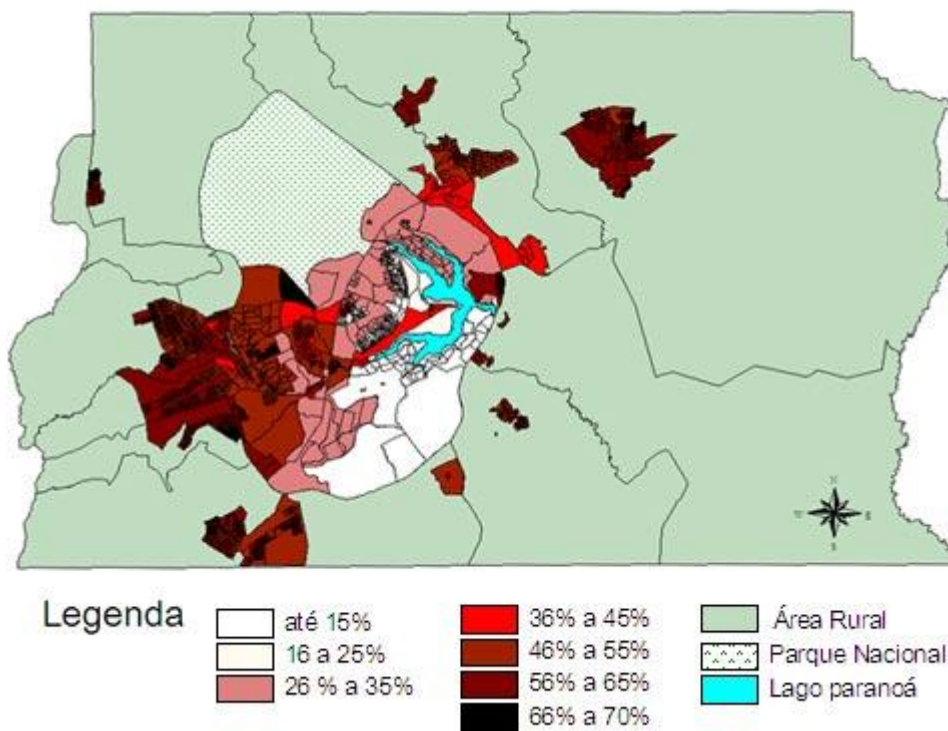 Legenda
até 15%
16 a 25%
26 % a 35%
36% a 45%
46% a 55%
56% a 65%
66% a 70%
Área Rural
Parque Nacional
Lago paranoá